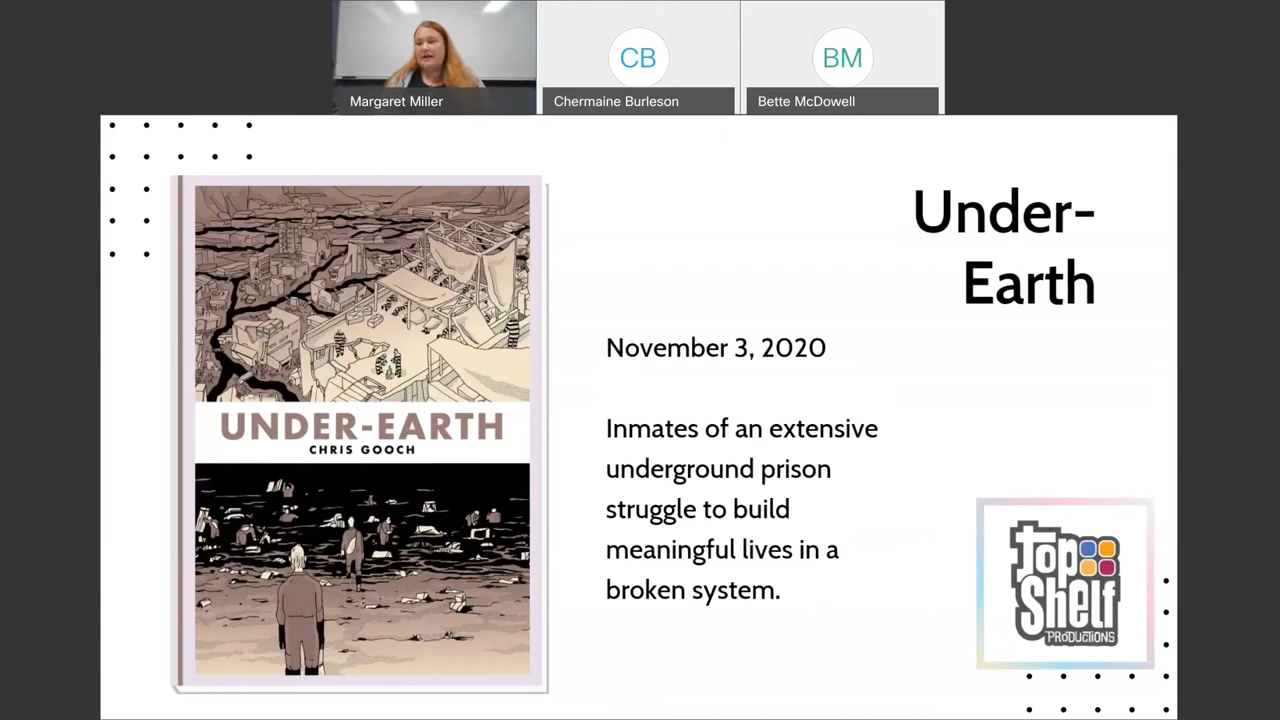 Margaret Miller
CB
Chermaine Burleson
BM
Bette McDowell
Under-
Earth
November 3, 2020
Inmates of an extensive
underground prison
struggle to build
meaningful lives in a
broken system.
UNDER-EARTH
CHRIS GOOCH
top
Shelf
PRODUCTIONS